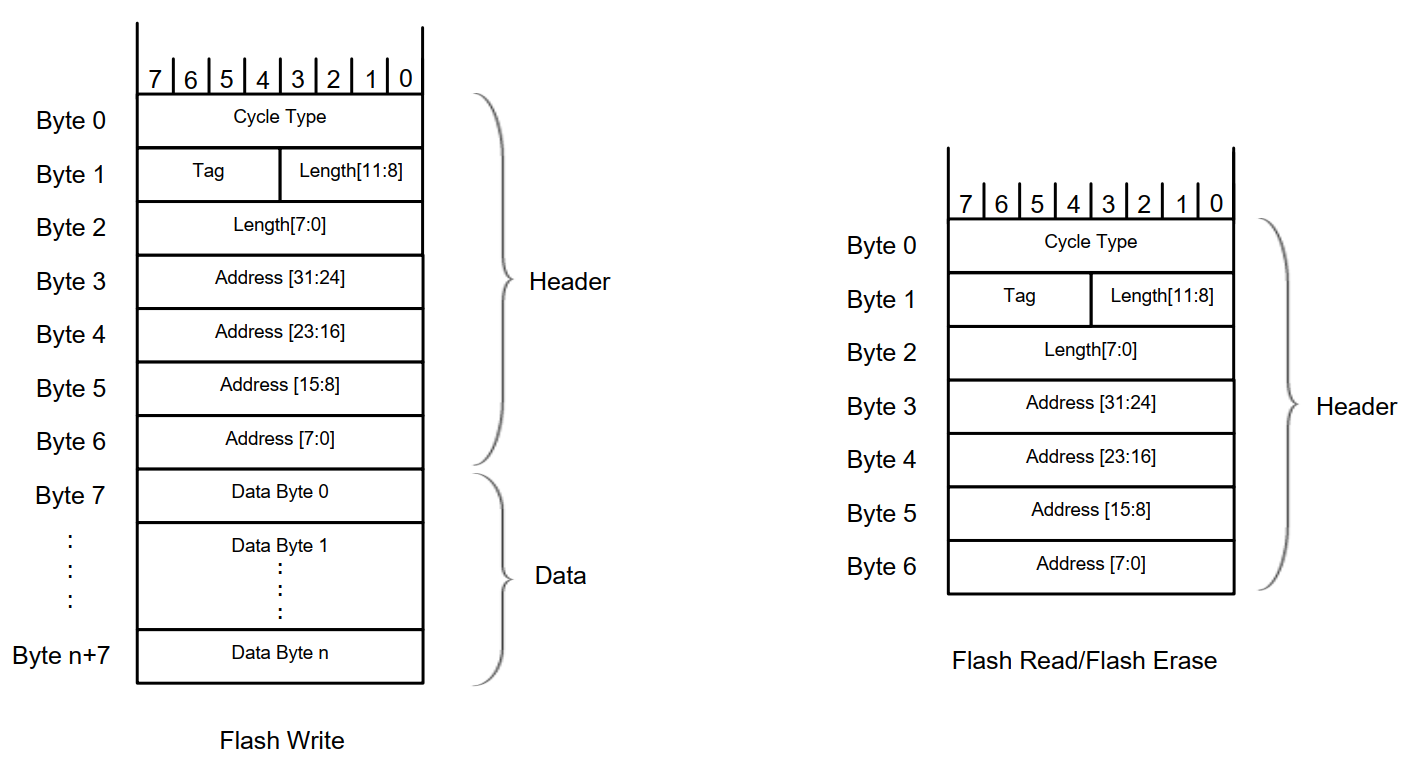 7 6 5 4 3 2 1 0
Byte 0 Cycle Type
Byte 1 Tag Length[11:8]
Byte 2 Length[7:0]
Byte 3 Address [31:24]
Byte 4 Address [23:16]
Byte 5 Address [15:8]
Byte 6 Address [7:0]
Header
Byte 7 Data Byte 0
Data Byte 1
:
:
:
Byte n+7 Data Byte n
Data
Flash Write
7 6 5 4 3 2 1 0
Byte 0 Cycle Type
Byte 1 Tag Length[11:8]
Byte 2 Length[7:0]
Byte 3 Address [31:24]
Byte 4 Address [23:16]
Byte 5 Address [15:8]
Byte 6 Address [7:0]
Header
Flash Read/Flash Erase